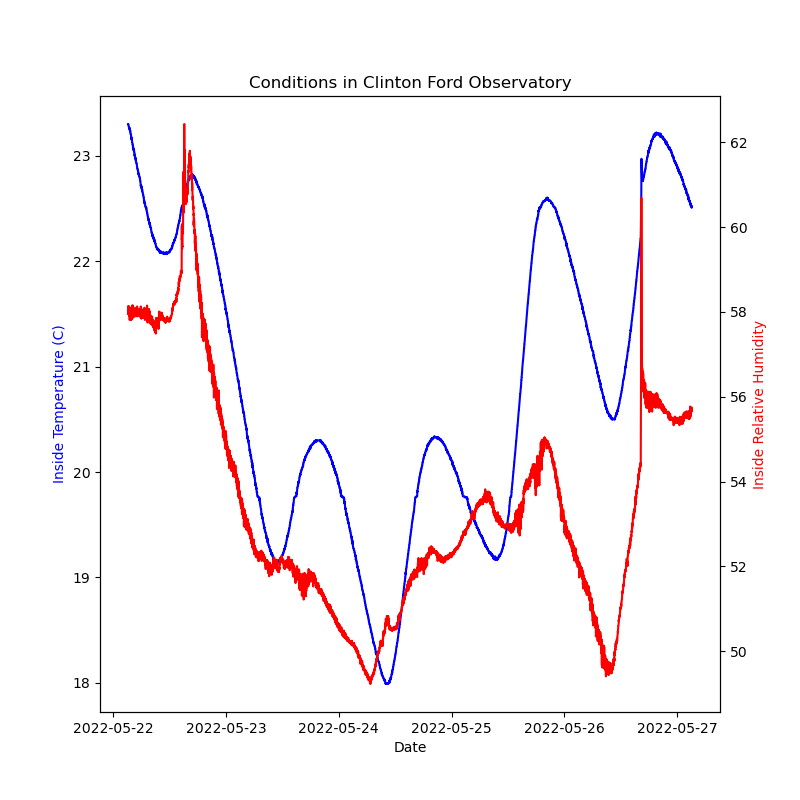 Conditions in Clinton Ford Observatory
Inside Temperature (C)
23
22
21
20
19
18
62
60
58
56
54
52
50
Inside Relative Humidity
2022-05-22 2022-05-23 2022-05-24 2022-05-25 2022-05-26 2022-05-27
Date